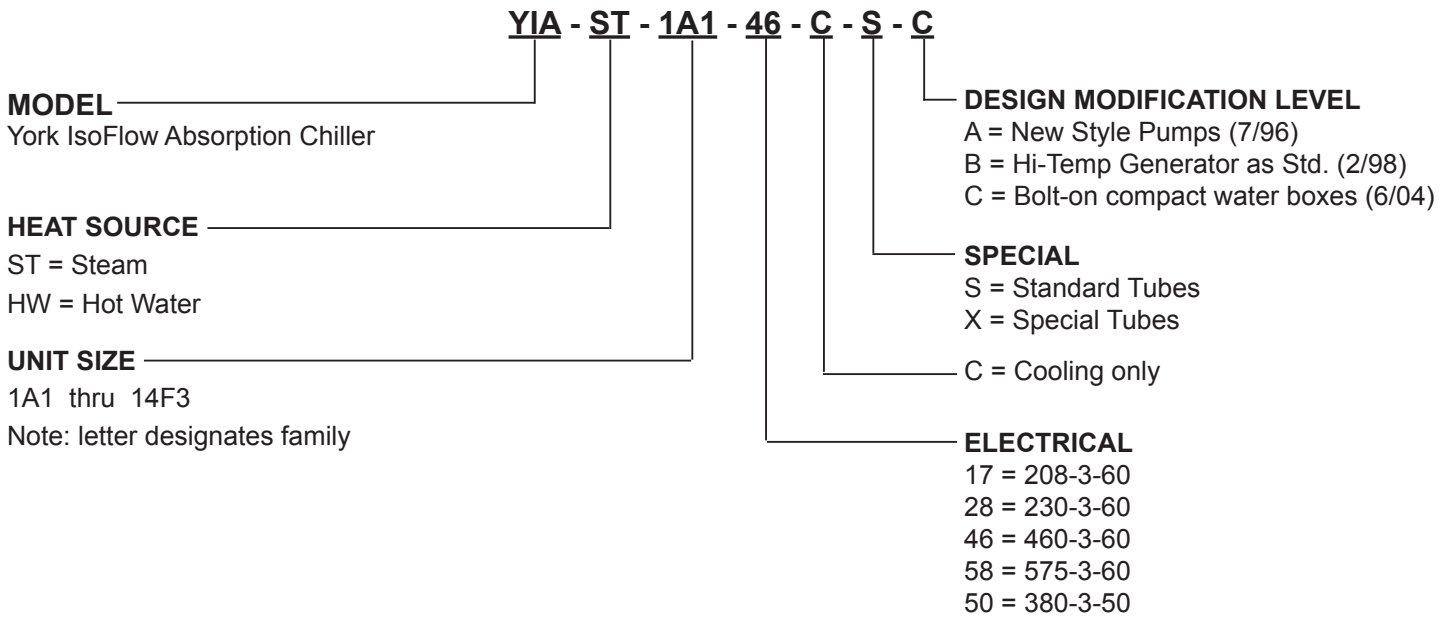 YIA - ST - 1A1 - 46 - C - S - C
MODEL
York IsoFlow Absorption Chiller
HEAT SOURCE
ST = Steam
HW = Hot Water
UNIT SIZE
1A1 thru 14F3
Note: letter designates family
DESIGN MODIFICATION LEVEL
A = New Style Pumps (7/96)
B = Hi-Temp Generator as Std. (2/98)
C = Bolt-on compact water boxes (6/04)
SPECIAL
S = Standard Tubes
X = Special Tubes
C = Cooling only
ELECTRICAL
17 = 208-3-60
28 = 230-3-60
46 = 460-3-60
58 = 575-3-60
50 = 380-3-50